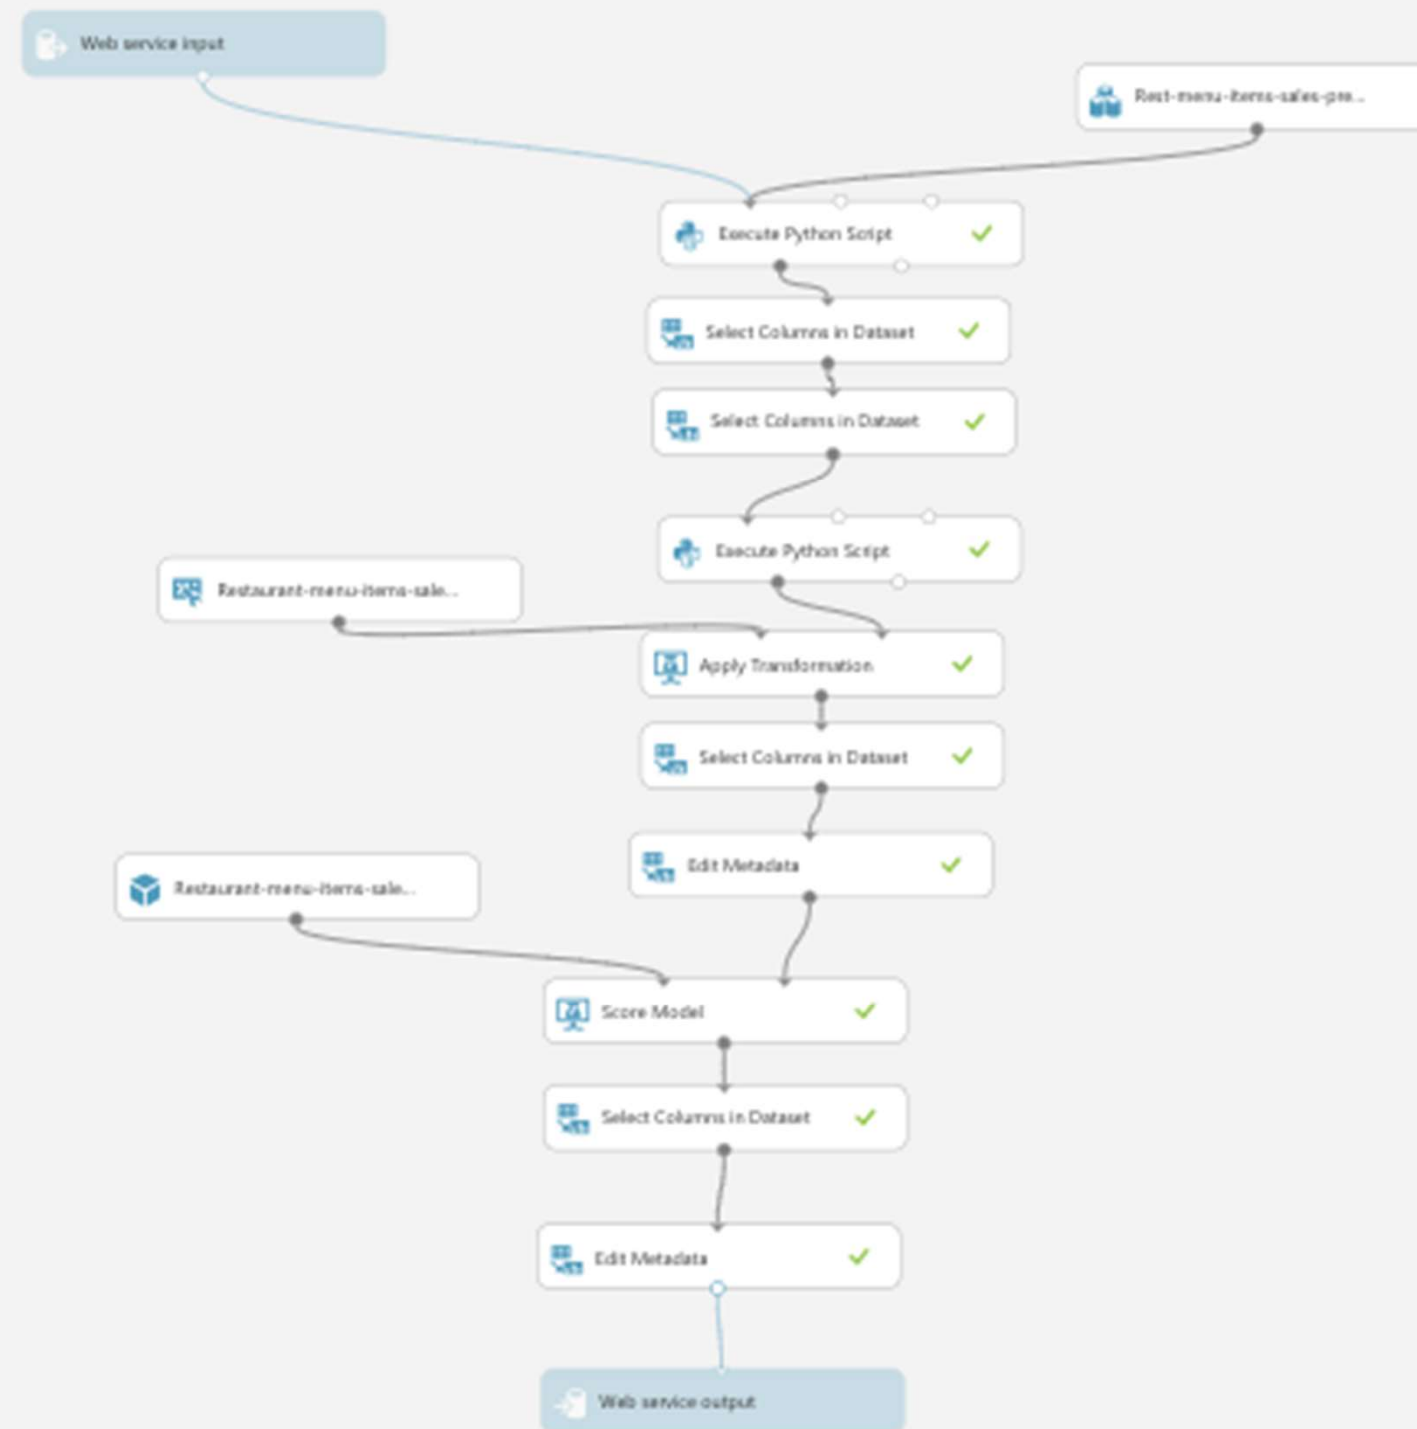 Web service input
Rest-menu-items-sales-pre...
Execute Python Script
Select Columns in Dataset
Select Columns in Dataset
Execute Python Script
Restaurant-menu-items-sale...
Apply Transformation
Select Columns in Dataset
Edit Metadata
Restaurant-menu-items-sale...
Score Model
Select Columns in Dataset
Edit Metadata
Web service output